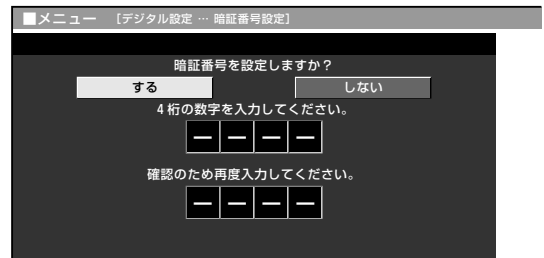 ■メニュー [デジタル設定 … 暗証番号設定]
暗証番号を設定しますか？
する しない
4桁の数字を入力してください。
－ － － －
確認のため再度入力してください。
－ － － －